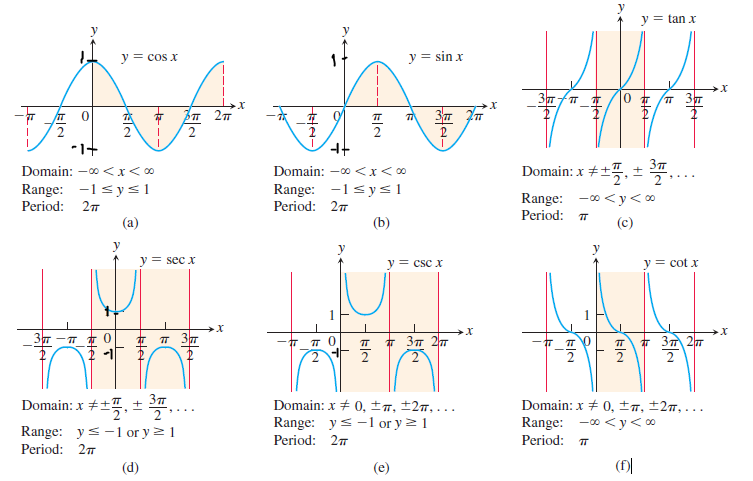 y
y = cos x
1
-π -π/2 0 π/2 π 3π/2 2π x
-1
Domain: -∞ < x < ∞
Range: -1 ≤ y ≤ 1
Period: 2π
(a)
y
y = sin x
1
-π -π/2 0 π/2 π 3π/2 2π x
Domain: -∞ < x < ∞
Range: -1 ≤ y ≤ 1
Period: 2π
(b)
y
y = tan x
-3π/2 -π -π/2 0 π/2 π 3π/2 x
Domain: x ≠ ±π/2, ± 3π/2, . . .
Range: -∞ < y < ∞
Period: π
(c)
y
y = sec x
1
-3π/2 -π -π/2 0 π/2 π 3π/2 x
-1
Domain: x ≠ ±π/2, ± 3π/2, . . .
Range: y ≤ -1 or y ≥ 1
Period: 2π
(d)
y
y = csc x
1
-π -π/2 0 π/2 π 3π/2 2π x
Domain: x ≠ 0, ±π, ±2π, . . .
Range: y ≤ -1 or y ≥ 1
Period: 2π
(e)
y
y = cot x
1
-π -π/2 0 π/2 π 3π/2 2π x
Domain: x ≠ 0, ±π, ±2π, . . .
Range: -∞ < y < ∞
Period: π
(f)